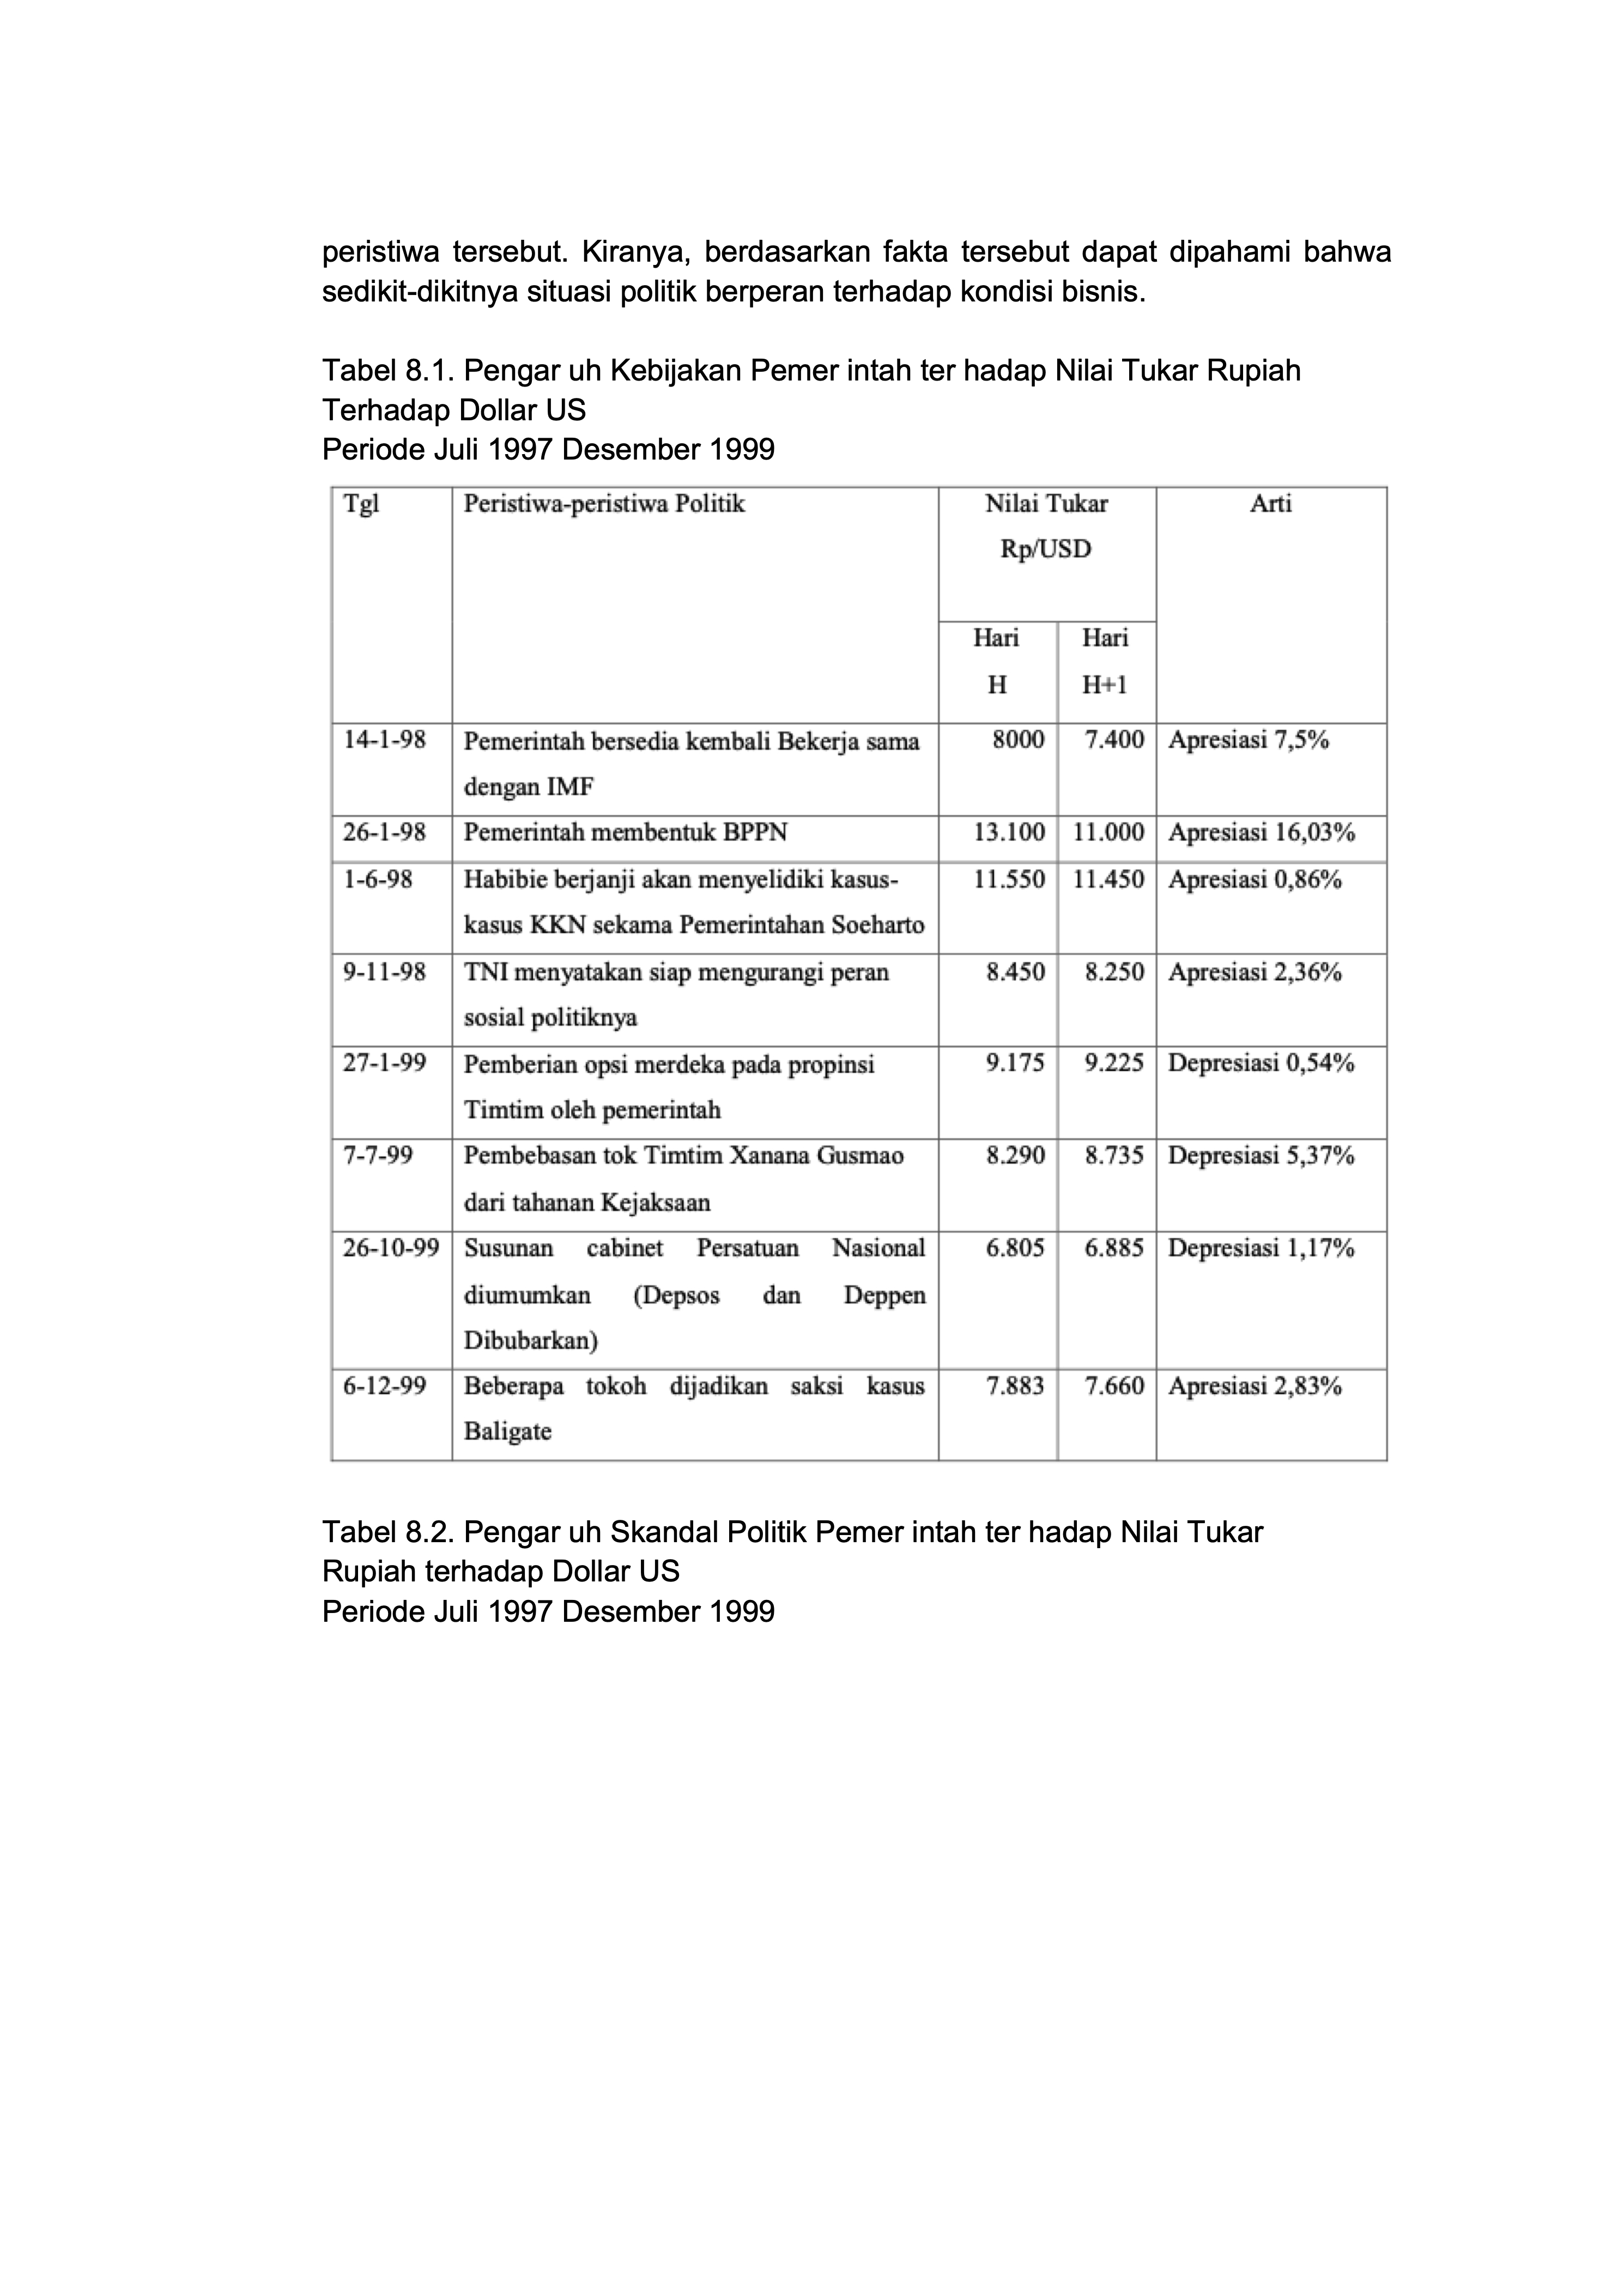 peristiwa tersebut. Kiranya, berdasarkan fakta tersebut dapat dipahami bahwa
sedikit-dikitnya situasi politik berperan terhadap kondisi bisnis.
Tabel 8.1. Pengar uh Kebijakan Pemer intah ter hadap Nilai Tukar Rupiah
Terhadap Dollar US
Periode Juli 1997 Desember 1999
Tgl Peristiwa-peristiwa Politik Nilai Tukar Arti
Rp/USD
Hari Hari
H H+1
14-1-98 Pemerintah bersedia kembali Bekerja sama 8000 7.400 Apresiasi 7,5%
dengan IMF
26-1-98 Pemerintah membentuk BPPN 13.100 11.000 Apresiasi 16,03%
1-6-98 Habibie berjanji akan menyelidiki kasus- 11.550 11.450 Apresiasi 0,86%
kasus KKN sekama Pemerintahan Soeharto
9-11-98 TNI menyatakan siap mengurangi peran 8.450 8.250 Apresiasi 2,36%
sosial politiknya
27-1-99 Pemberian opsi merdeka pada propinsi 9.175 9.225 Depresiasi 0,54%
Timtim oleh pemerintah
7-7-99 Pembebasan tok Timtim Xanana Gusmao 8.290 8.735 Depresiasi 5,37%
dari tahanan Kejaksaan
26-10-99 Susunan cabinet Persatuan Nasional 6.805 6.885 Depresiasi 1,17%
diumumkan (Depsos dan Deppen
Dibubarkan)
6-12-99 Beberapa tokoh dijadikan saksi kasus 7.883 7.660 Apresiasi 2,83%
Baligate
Tabel 8.2. Pengar uh Skandal Politik Pemer intah ter hadap Nilai Tukar
Rupiah terhadap Dollar US
Periode Juli 1997 Desember 1999